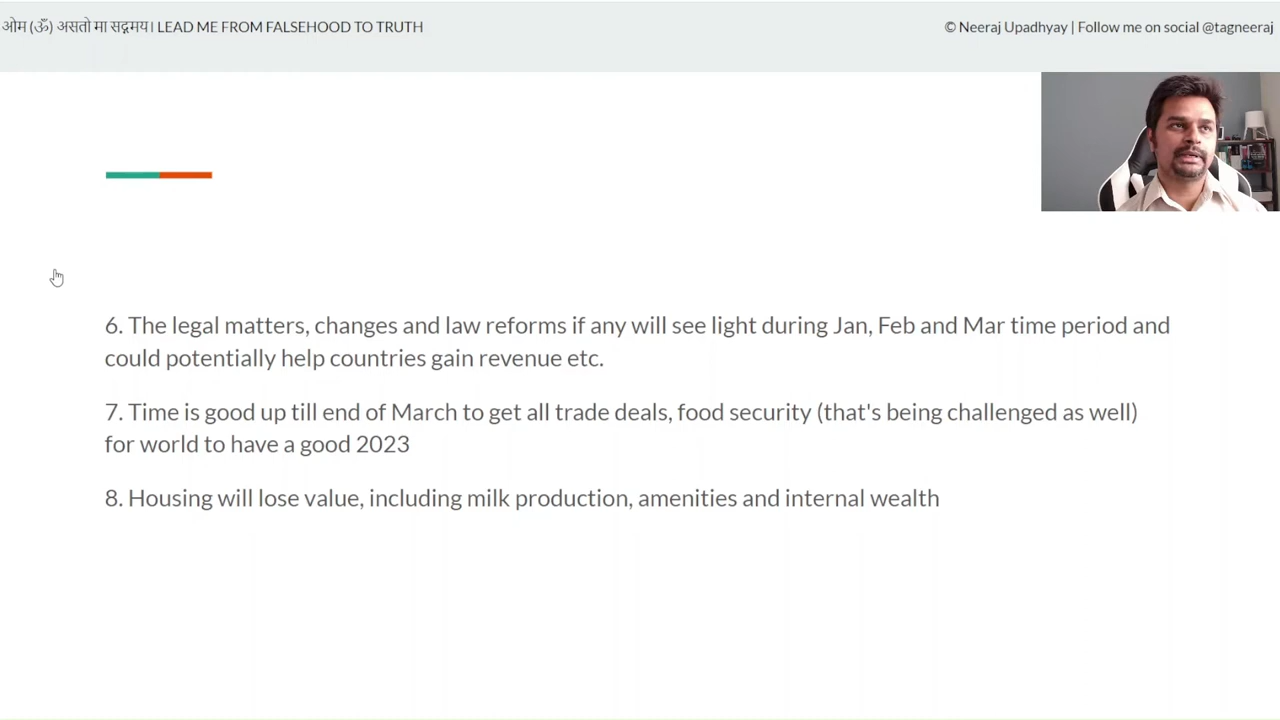 ओम (ॐ) असतो मा सद्गमय। LEAD ME FROM FALSEHOOD TO TRUTH
© Neeraj Upadhyay | Follow me on social @tagneeraj
6. The legal matters, changes and law reforms if any will see light during Jan, Feb and Mar time period and
could potentially help countries gain revenue etc.
7. Time is good up till end of March to get all trade deals, food security (that's being challenged as well)
for world to have a good 2023
8. Housing will lose value, including milk production, amenities and internal wealth